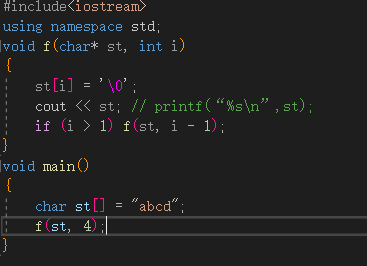 #include<iostream>
using namespace std;
void f(char* st, int i)
{
st[i] = '\0';
cout << st; // printf(“%s\n”,st);
if (i > 1) f(st, i - 1);
}
void main()
{
char st[] = "abcd";
f(st, 4);
}